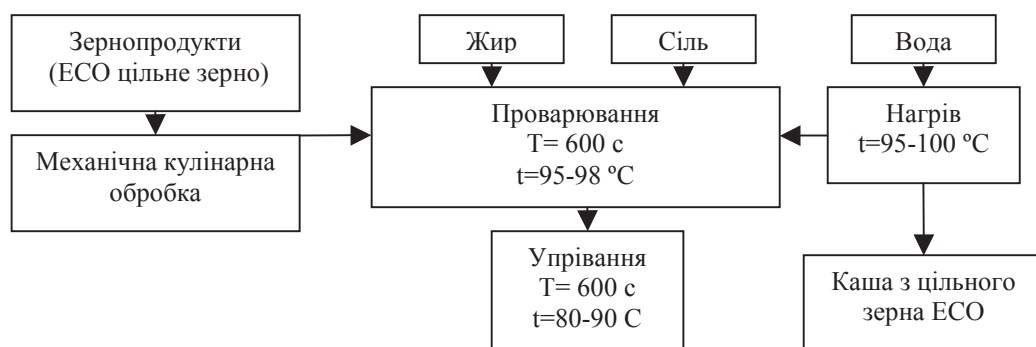 Зернопродукти
(ЕСО цільне зерно)
Жир
Сіль
Вода
Механічна кулінарна
обробка
Проварювання
Т= 600 с
t=95-98 ºС
Нагрів
t=95-100 ºС
Упрівання
Т= 600 с
t=80-90 С
Каша з цільного
зерна ЕСО